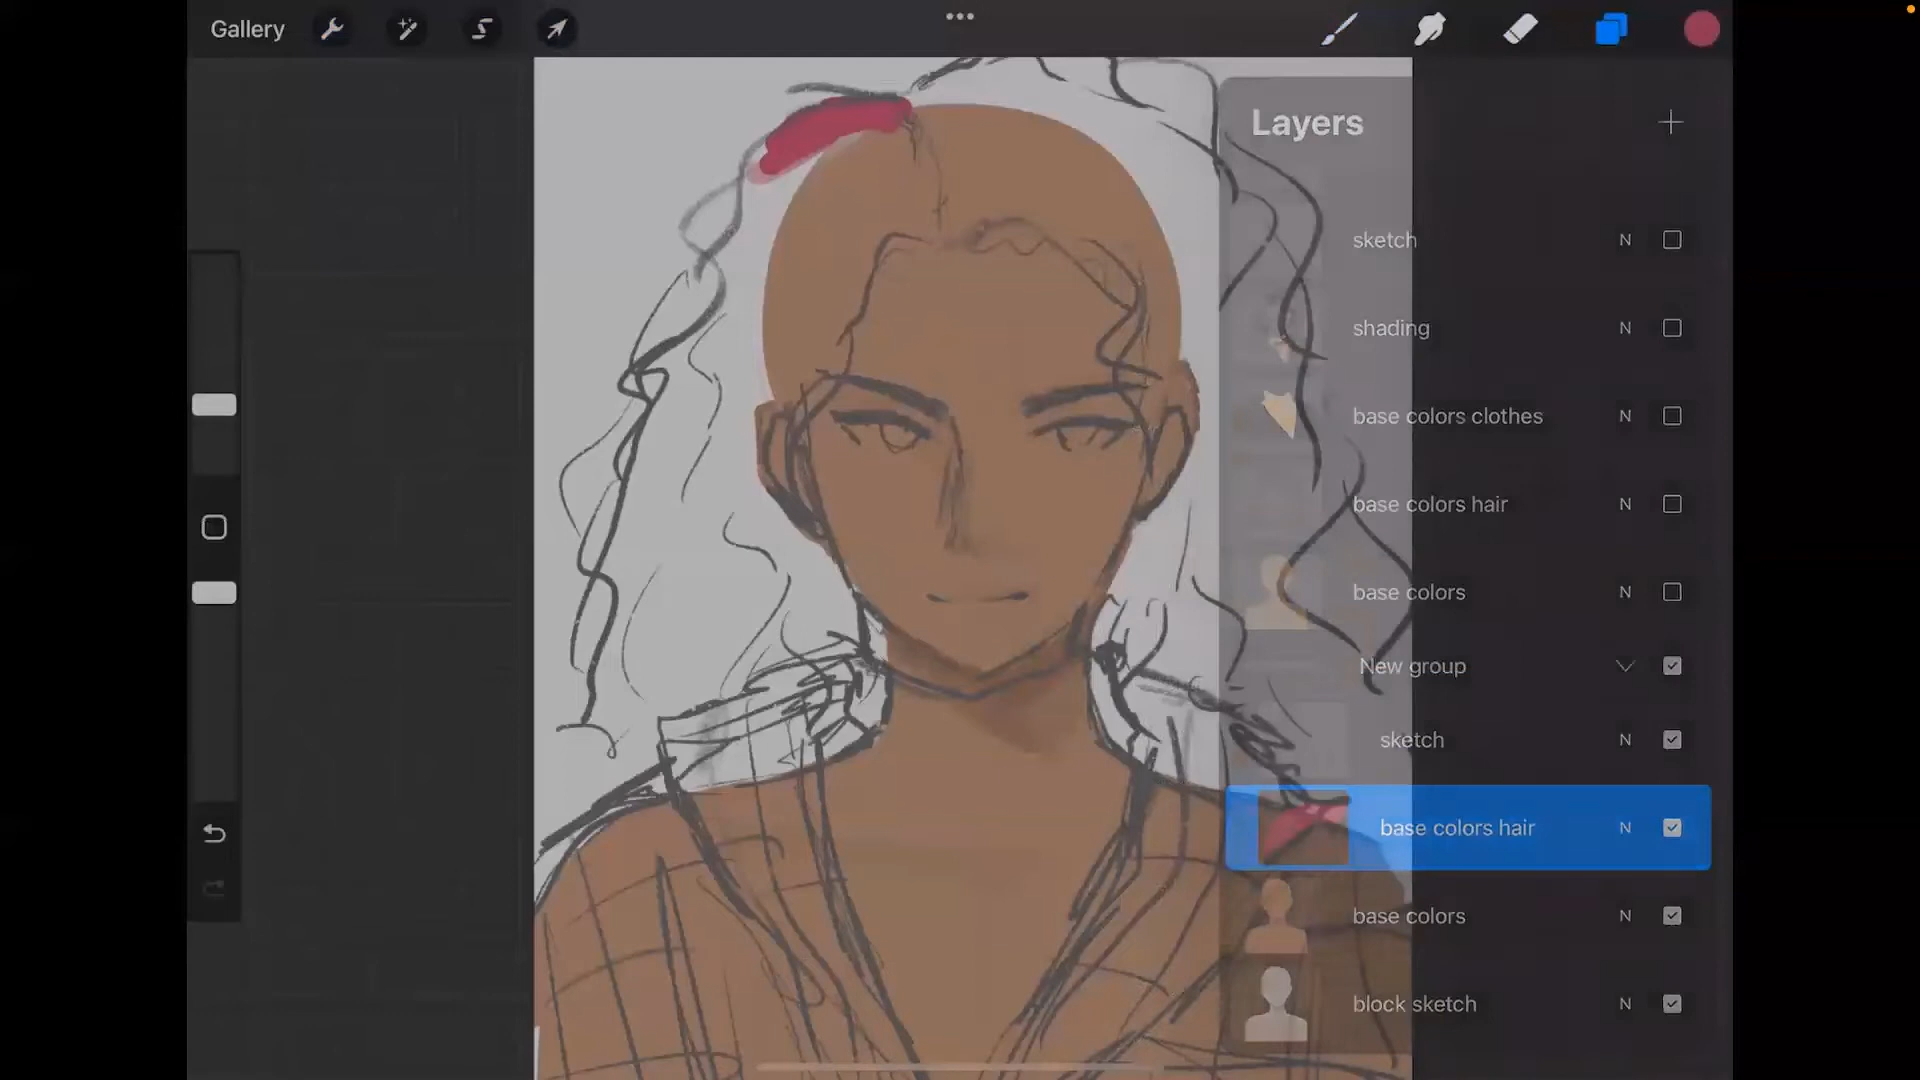 Gallery
Layers
sketch N
shading N
base colors clothes N
base colors hair N
base colors N
New group
sketch N
base colors hair N
base colors N
block sketch N